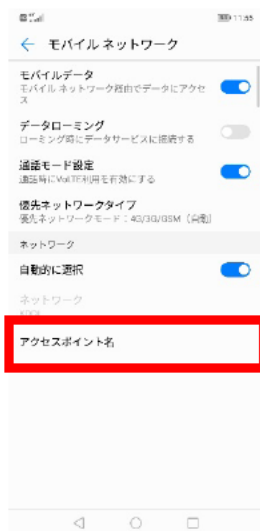 11:55
← モバイルネットワーク
モバイルデータ
モバイル ネットワーク経由でデータにアクセ
ス
データローミング
ローミング時にデータサービスに接続する
通話モード設定
通話時にVoLTE利用を有効にする
優先ネットワークタイプ
優先ネットワークモード：4G/3G/GSM（自動）
ネットワーク
自動的に選択
ネットワーク
アクセスポイント名